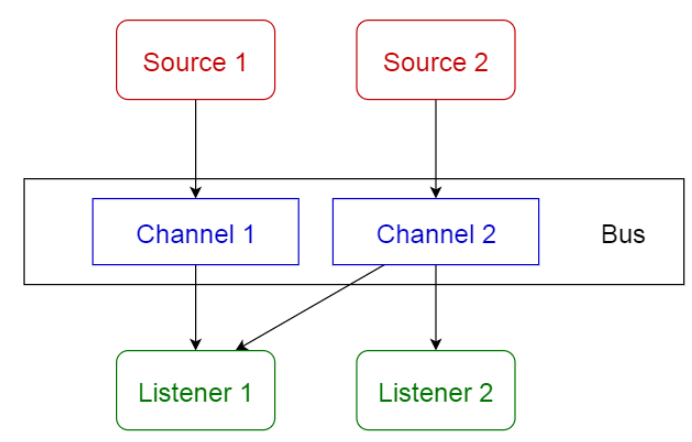 Source 1
Source 2
Channel 1
Channel 2
Bus
Listener 1
Listener 2